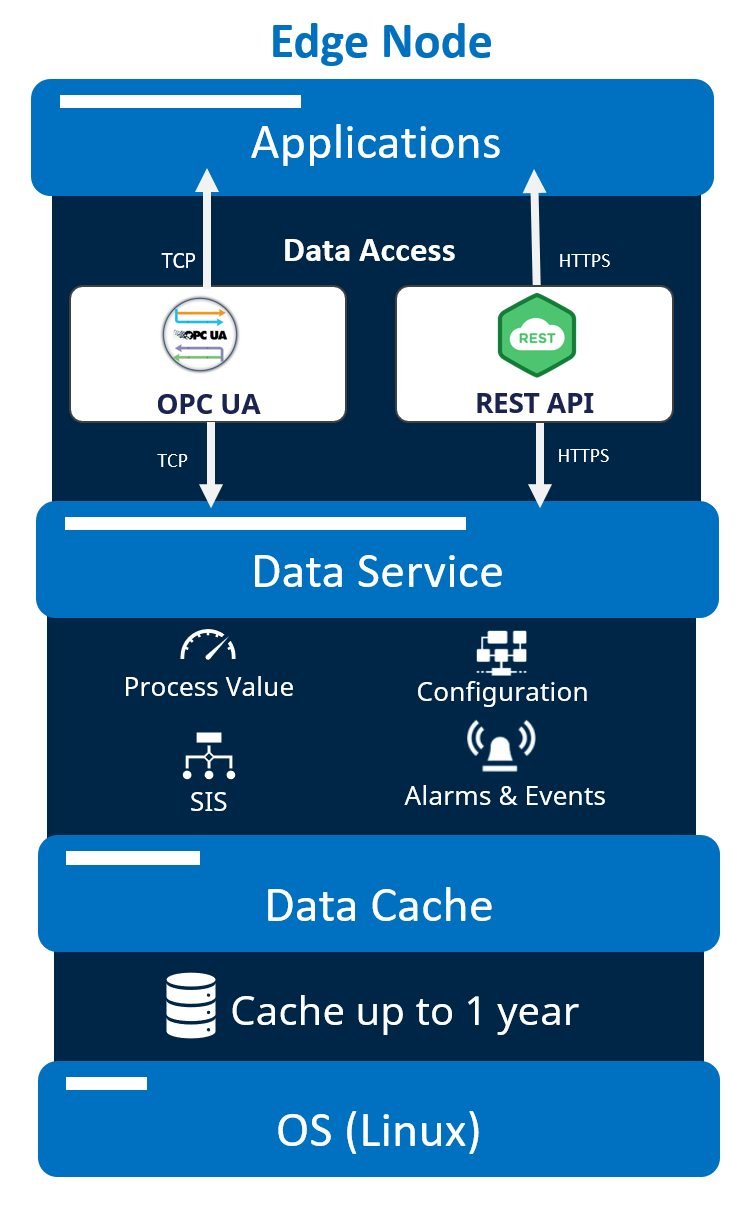 Edge Node
Applications
Data Access
TCP
HTTPS
OPC UA
REST
OPC UA
REST API
TCP
HTTPS
Data Service
Process Value
Configuration
SIS
Alarms & Events
Data Cache
Cache up to 1 year
OS (Linux)